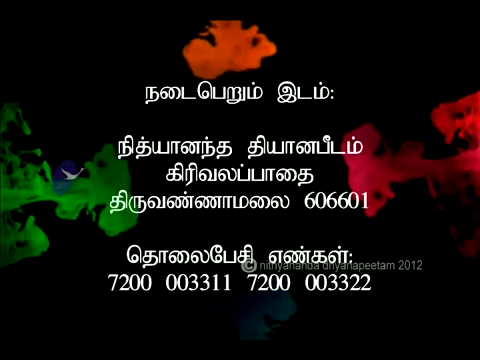 நடைபெறும் இடம்:
நித்யானந்த தியானபீடம்
கிரிவலப்பாதை
திருவண்ணாமலை 606601
தொலைபேசி எண்கள்:
© nithyananda dhyanapeetam 2012
7200 003311 7200 003322